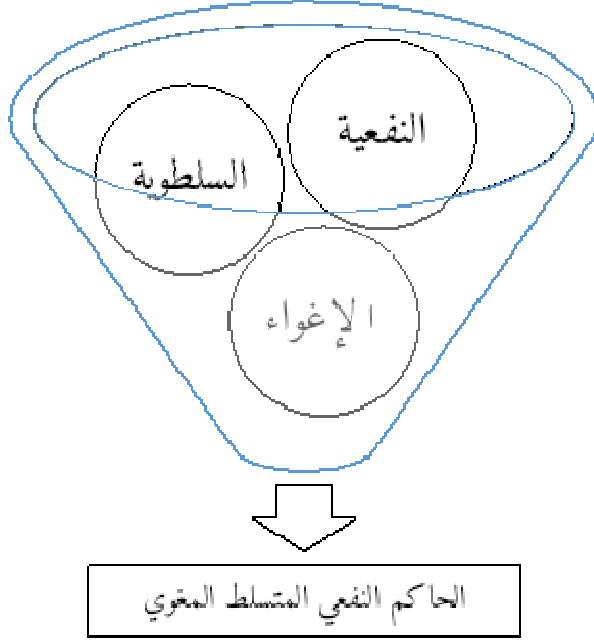 النفعية
السلطوية
الإغواء
الحاكم النفعي المتسلط المغوي